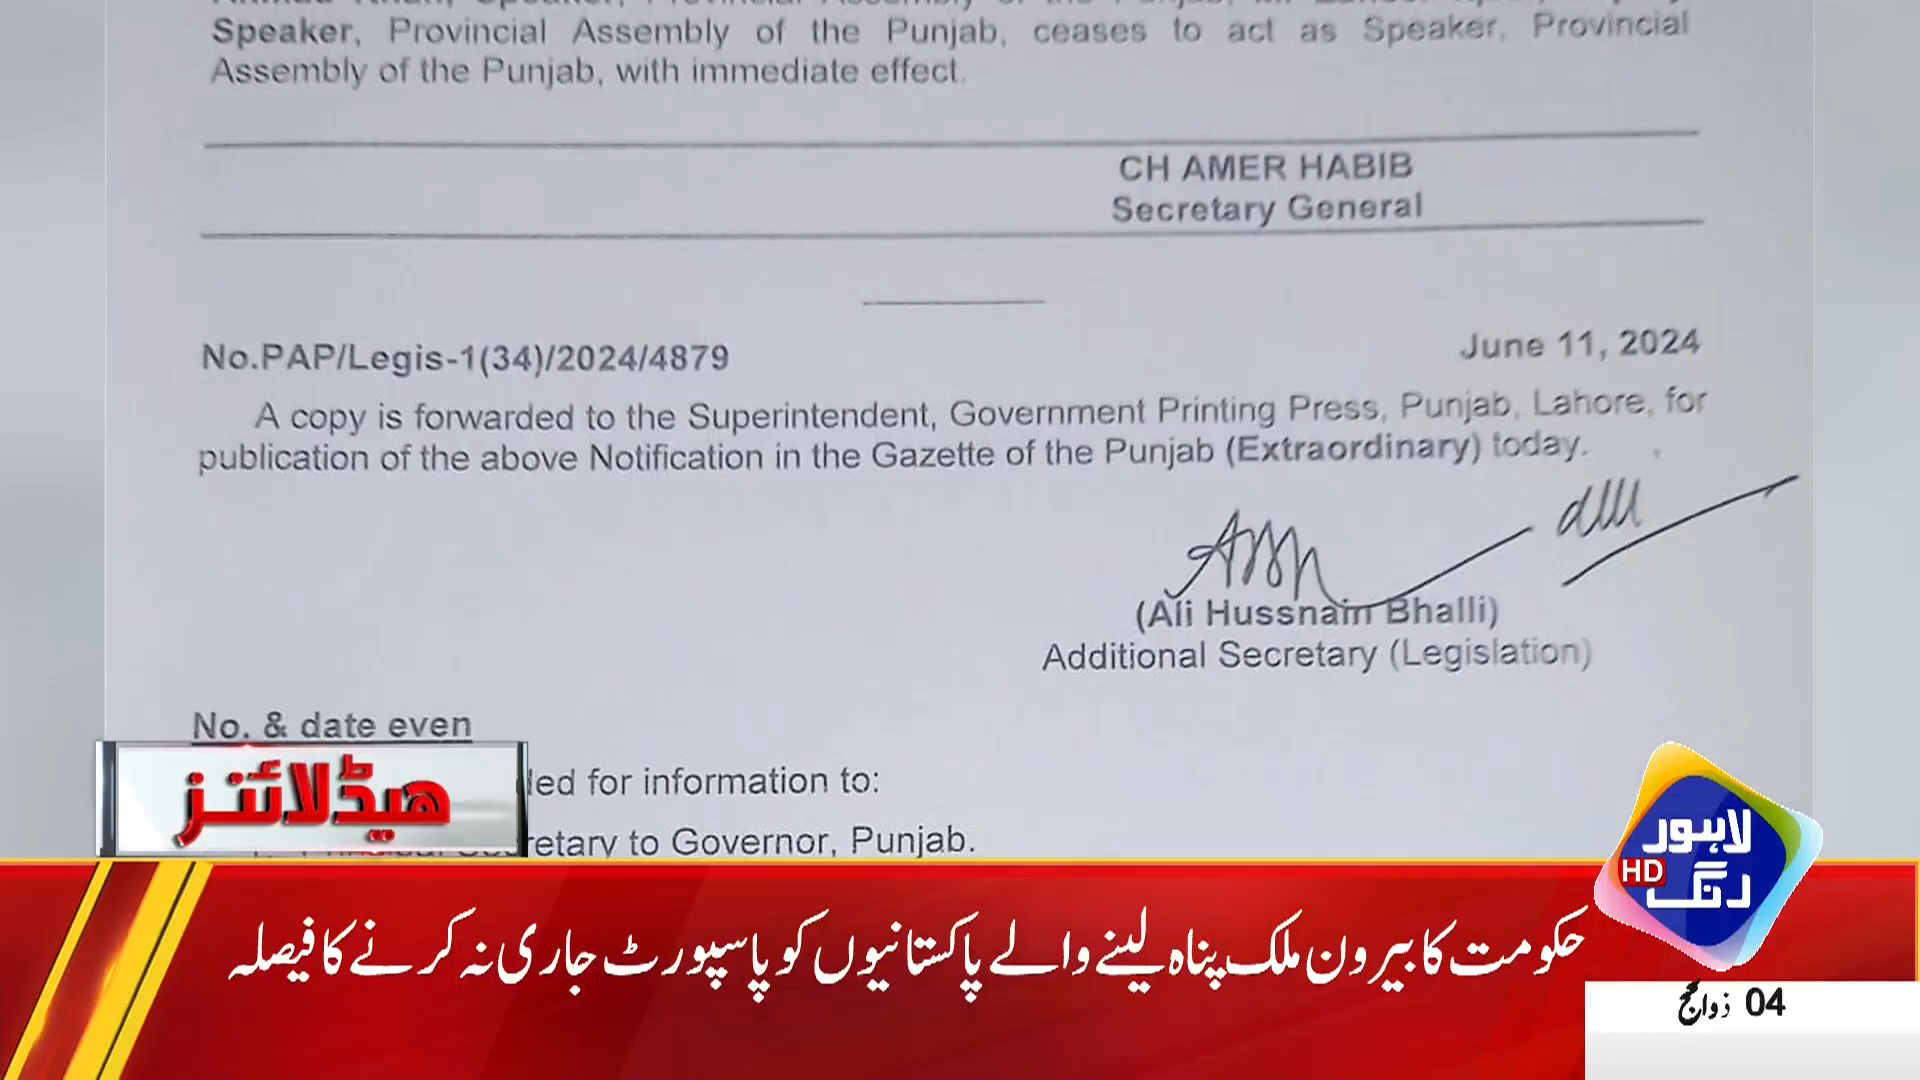 Speaker, Provincial Assembly of the Punjab, ceases to act as Speaker, Provincial
Assembly of the Punjab, with immediate effect.
CH AMER HABIB
Secretary General
No.PAP/Legis-1(34)/2024/4879
June 11, 2024
A copy is forwarded to the Superintendent, Government Printing Press, Punjab, Lahore, for
publication of the above Notification in the Gazette of the Punjab (Extraordinary) today.
(Ali Hussnain Bhalli)
Additional Secretary (Legislation)
No. & date even
for information to:
to Governor, Punjab.
ہیڈلائنز
لاہور
رنگ
HD
حکومت کا بیرون ملک پناہ لینے والے پاکستانیوں کو پاسپورٹ جاری نہ کرنے کا فیصلہ
04 ذوالحج